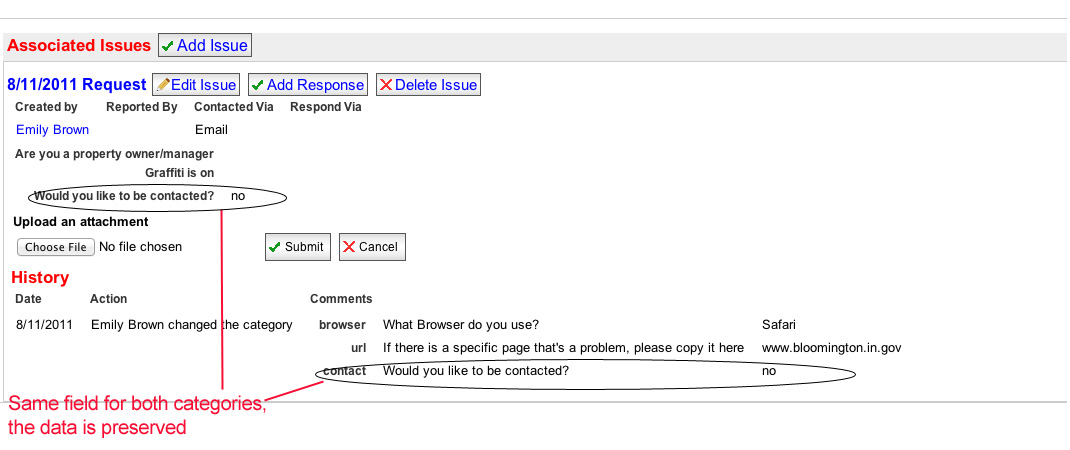 Associated Issues Add Issue
8/11/2011 Request Edit Issue Add Response Delete Issue
Created by Reported By Contacted Via Respond Via
Emily Brown Email
Are you a property owner/manager
Graffiti is on
Would you like to be contacted? no
Upload an attachment
Choose File No file chosen Submit Cancel
History
Date Action Comments
8/11/2011 Emily Brown changed the category browser What Browser do you use? Safari
url If there is a specific page that's a problem, please copy it here www.bloomington.in.gov
contact Would you like to be contacted? no
Same field for both categories,
the data is preserved